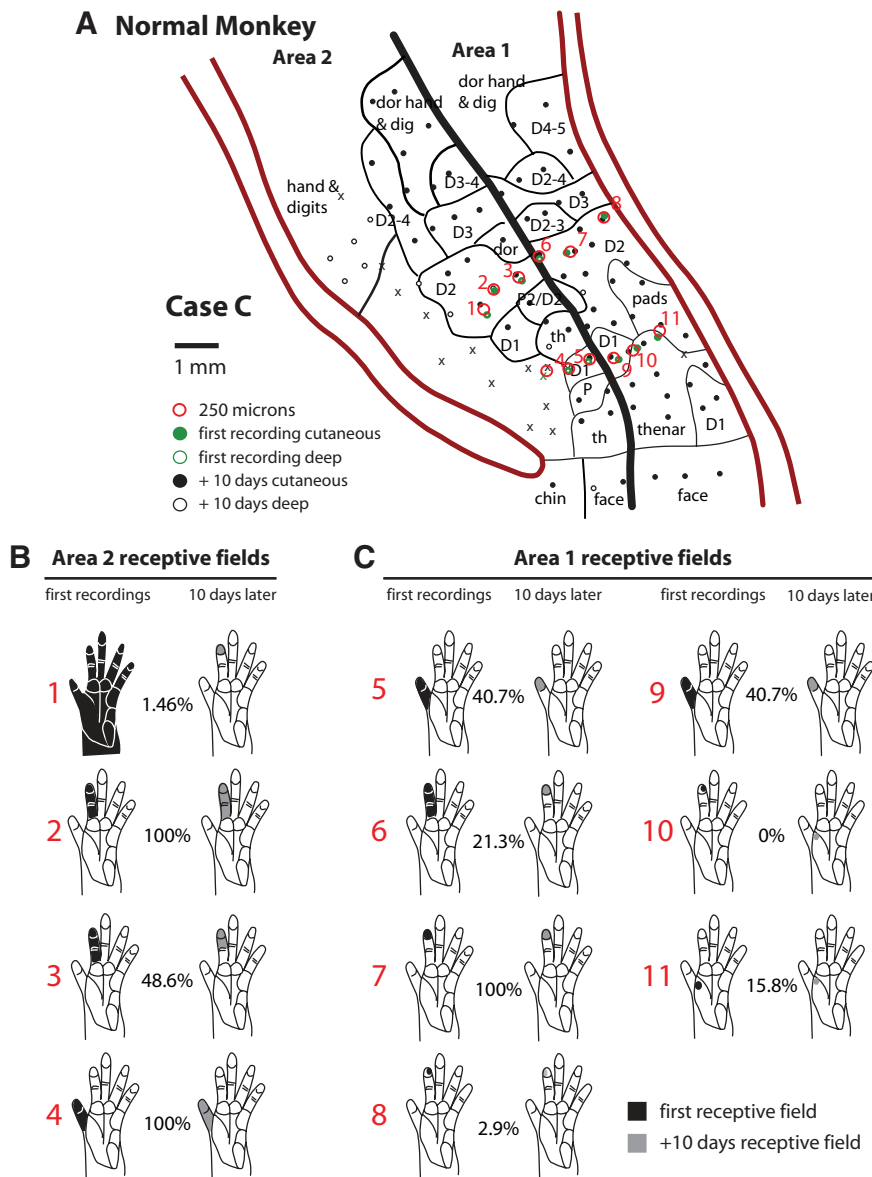 A Normal Monkey
Area 2
Area 1
dor hand
& dig
dor hand
& dig
D4-5
hand &
digits
D3-4
D2-4
D2-4
D3
D3
D2-3
8
dor
6
7
D2
3
2
D2
1
P2/D2
pads
Case C
1 mm
D1
th
D1
11
4
5
D1
9
10
P
th
thenar
D1
chin
face
face
250 microns
first recording cutaneous
first recording deep
+ 10 days cutaneous
+ 10 days deep
B Area 2 receptive fields
first recordings 10 days later
1 1.46%
2 100%
3 48.6%
4 100%
C Area 1 receptive fields
first recordings 10 days later first recordings 10 days later
5 40.7% 9 40.7%
6 21.3% 10 0%
7 100% 11 15.8%
8 2.9%
first receptive field
+10 days receptive field